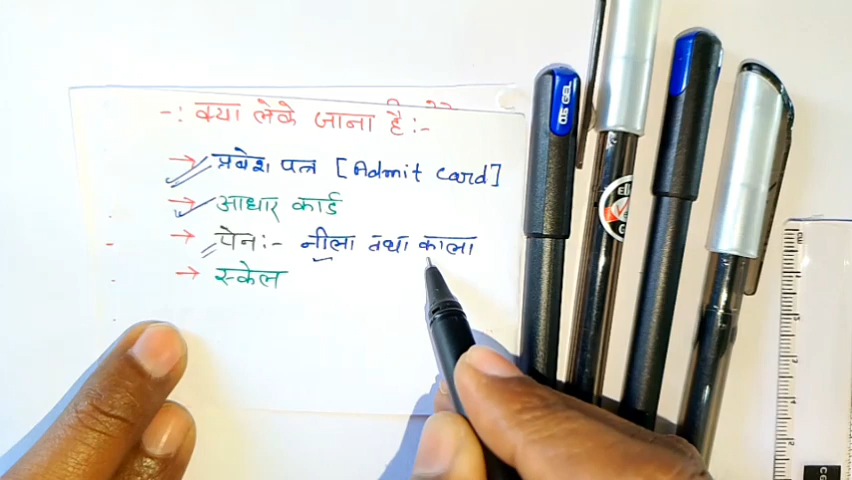 -: क्या लेके जाना है :-
→ प्रवेश पत्र [Admit card]
→ आधार कार्ड
→ पेन:- नीला तथा काला
→ स्केल